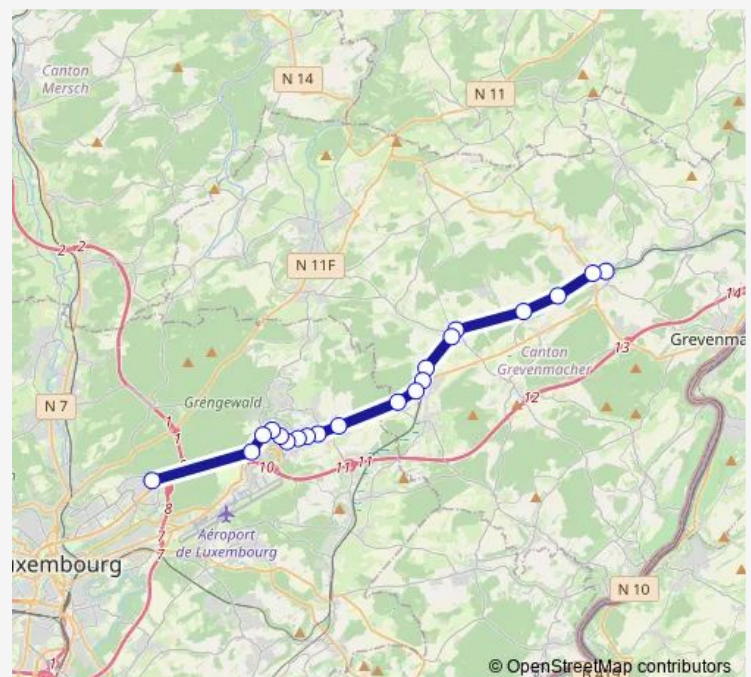 Canton
Mersch
N 14
N 11
2 2
N 11F
14
Grevenma
13
Canton
Grevenmacher
12
N 7
Grengewald
1
1
10
11 11
8
Aéroport
de Luxembourg
7
7
uxembourg
N 10
1
© OpenStreetMap contributors